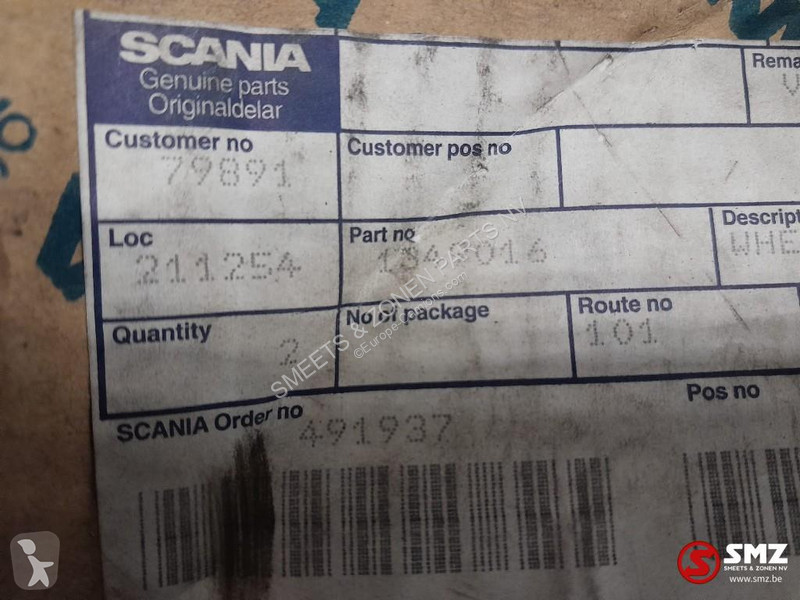 SCANIA
Genuine parts
Originaldelar
Rema
V
Customer no
79891
Customer pos no
Loc
211254
Part no
1349016
Descript
WHE
Quantity
2
No of package
Route no
101
SCANIA Order no
491937
Pos no
SMEETS & ZONEN PARTS NV
©Europe-camions.com
SMZ
SMEETS & ZONEN NV
www.smz.be